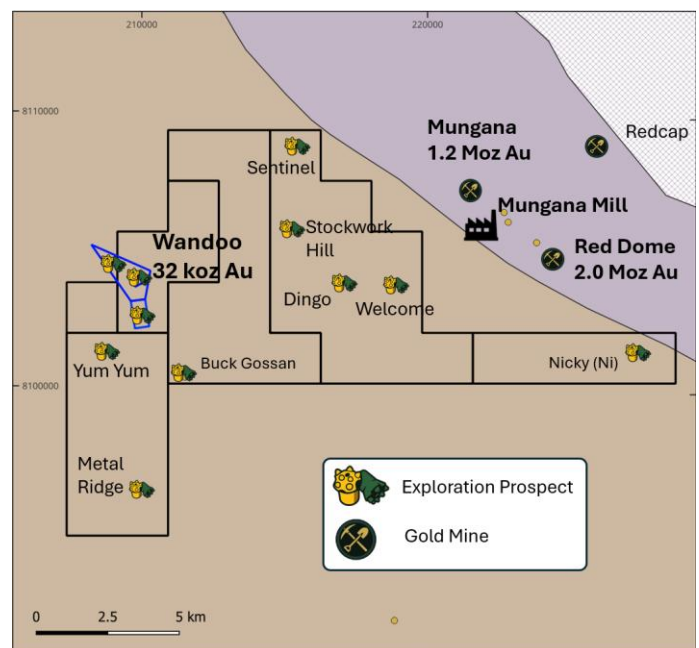 210000
220000
8110000
Mungana
1.2 Moz Au
Redcap
Sentinel
Mungana Mill
Stockwork
Hill
Wandoo
32 koz Au
Red Dome
2.0 Moz Au
Dingo
Welcome
Yum Yum
Buck Gossan
Nicky (Ni)
8100000
Metal
Ridge
Exploration Prospect
Gold Mine
0 2.5 5 km